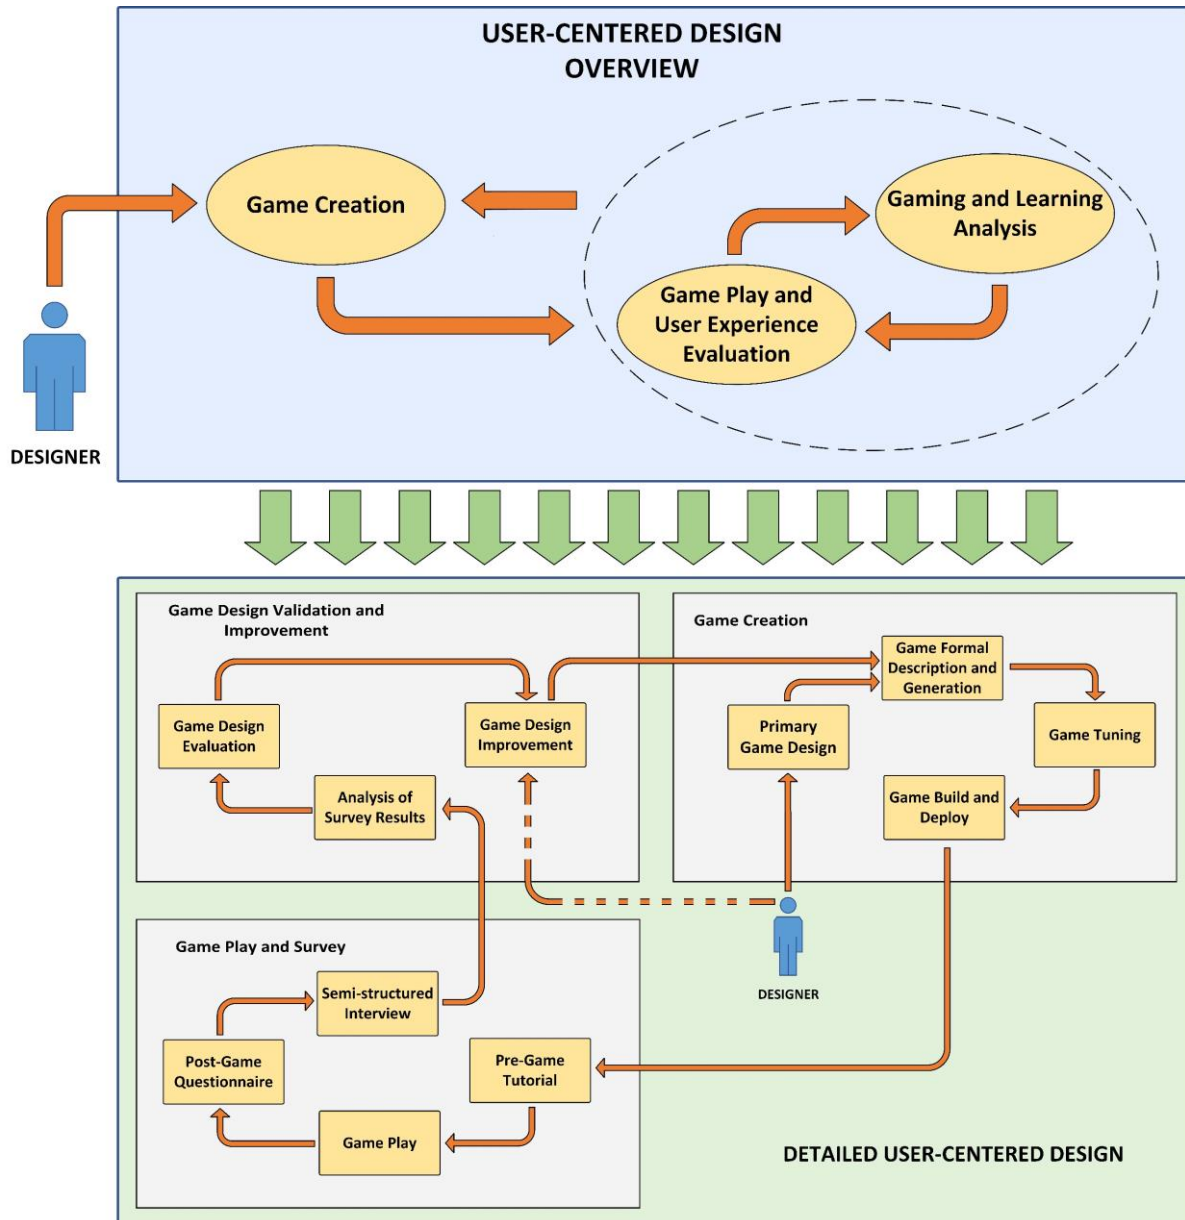 USER-CENTERED DESIGN
OVERVIEW
Game Creation
Gaming and Learning
Analysis
Game Play and
User Experience
Evaluation
DESIGNER
Game Design Validation and
Improvement
Game Design
Evaluation
Game Design
Improvement
Analysis of
Survey Results
Game Creation
Game Formal
Description and
Generation
Primary
Game Design
Game Tuning
Game Build and
Deploy
DESIGNER
Game Play and Survey
Semi-structured
Interview
Post-Game
Questionnaire
Pre-Game
Tutorial
Game Play
DETAILED USER-CENTERED DESIGN